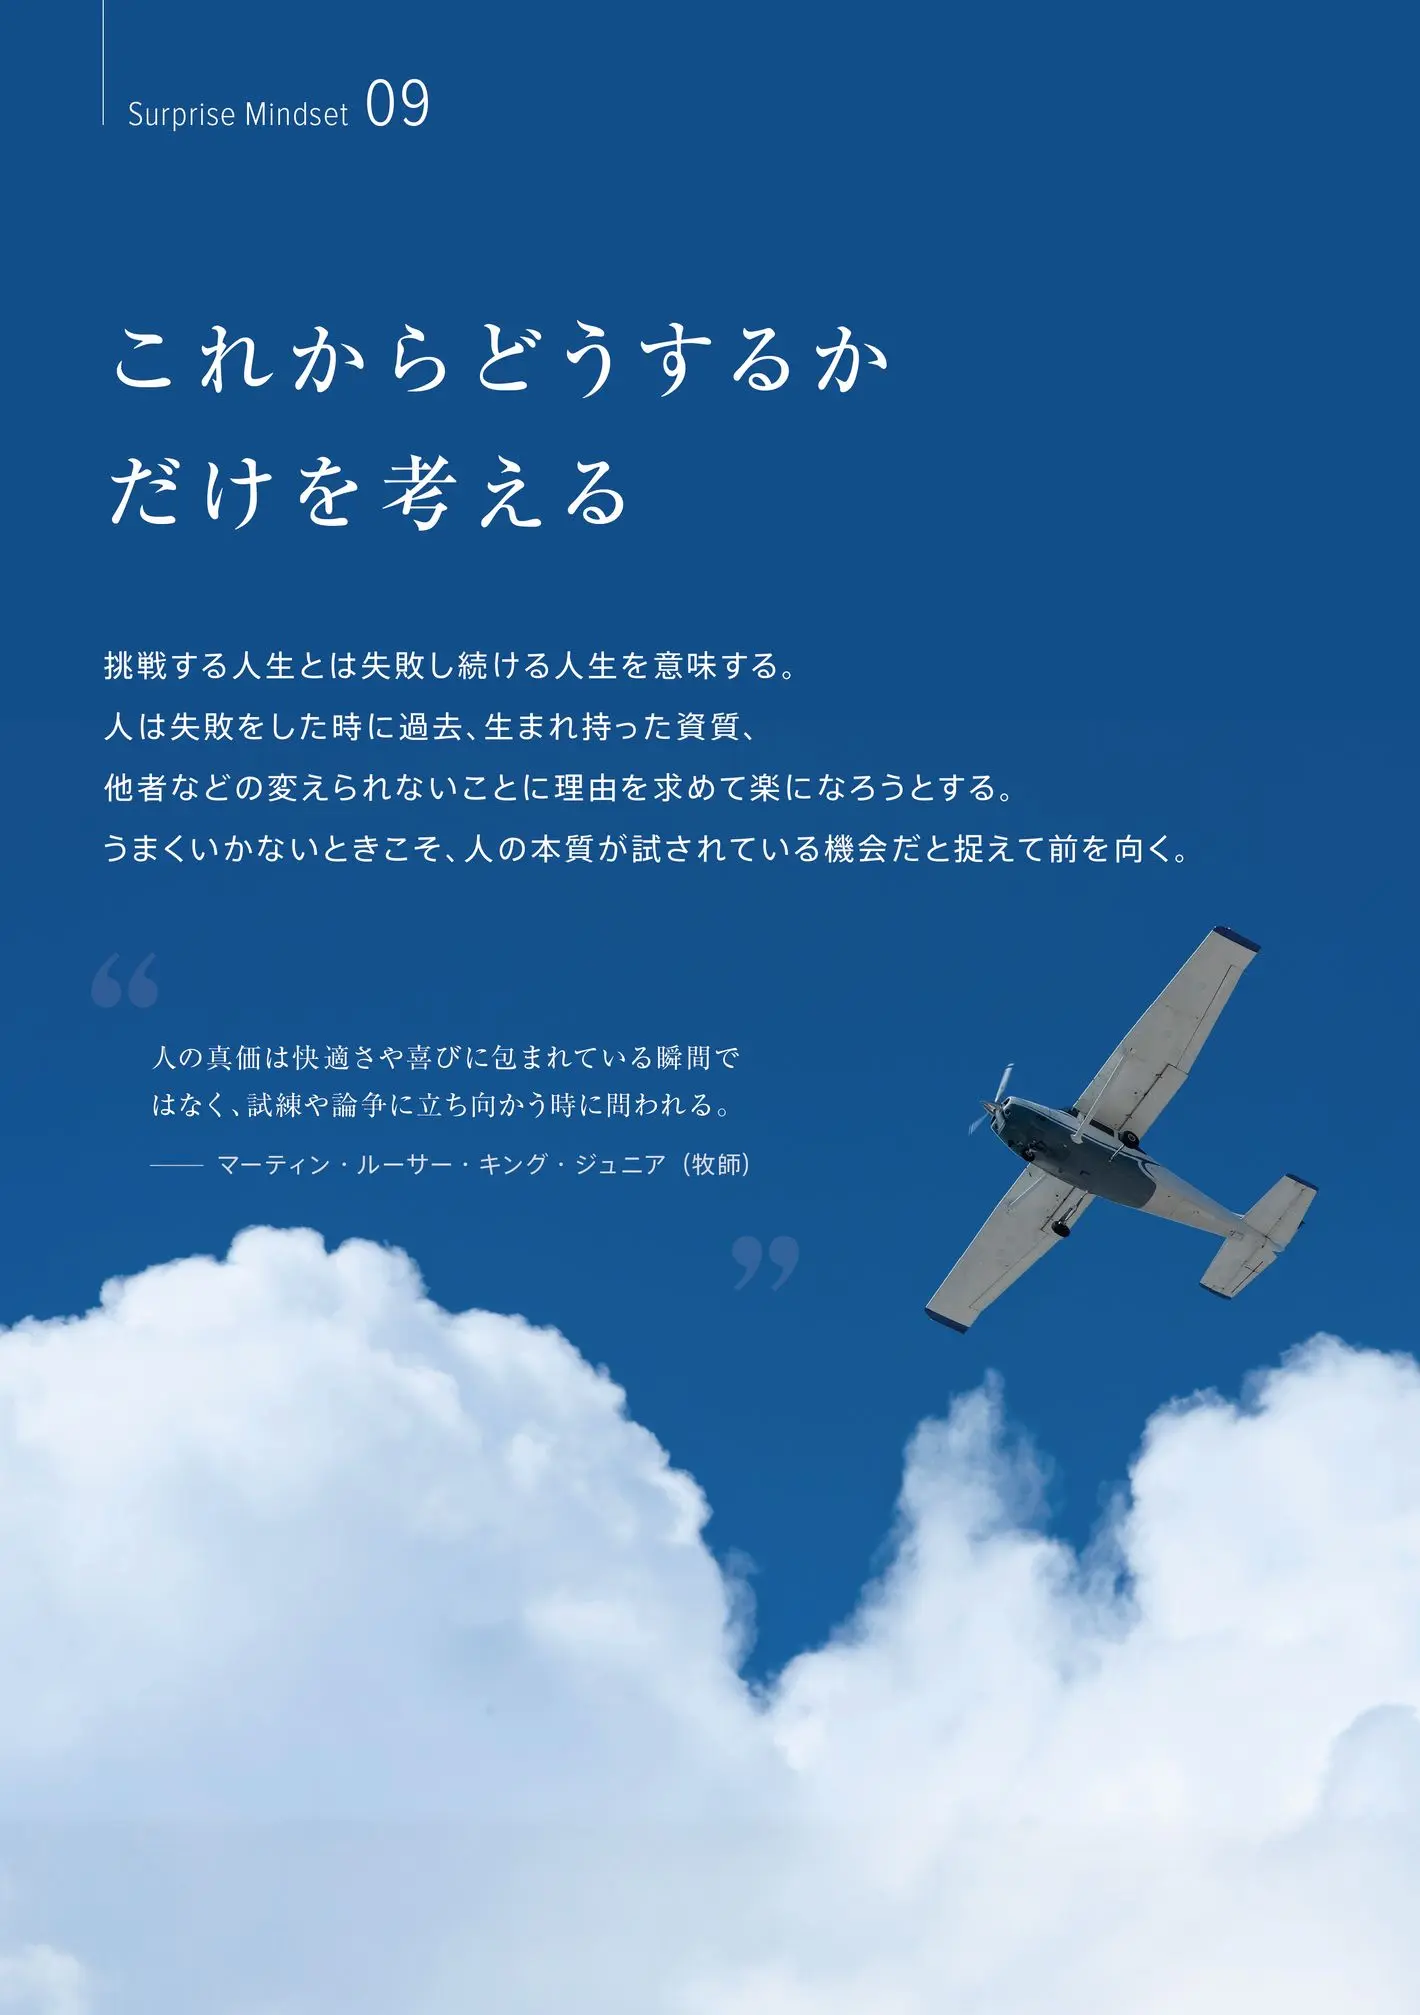 Surprise Mindset 09
これからどうするか
だけを考える
挑戦する人生とは失敗し続ける人生を意味する。
人は失敗をした時に過去、生まれ持った資質、
他者などの変えられないことに理由を求めて楽になろうとする。
うまくいかないときこそ、人の本質が試されている機会だと捉えて前を向く。
“
人の真価は快適さや喜びに包まれている瞬間で
はなく、試練や論争に立ち向かう時に問われる。
—— マーティン・ルーサー・キング・ジュニア（牧師）
”